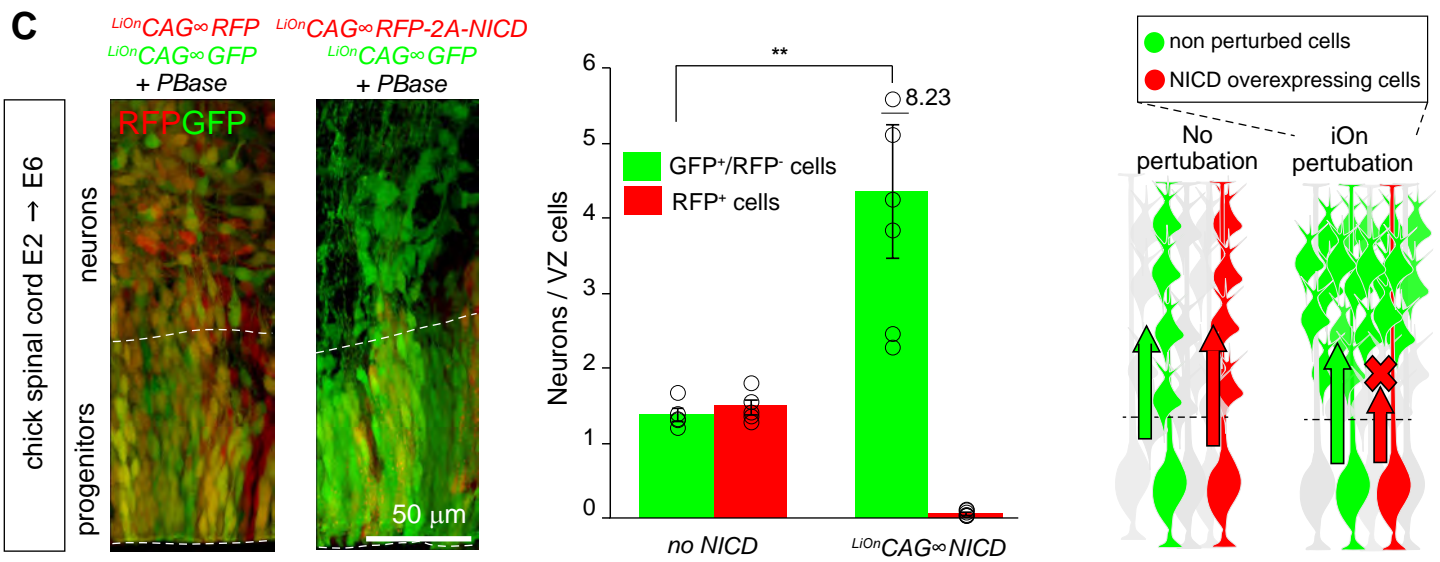 C
LiOnCAG∞RFP
LiOnCAG∞GFP
+ PBase
LiOnCAG∞RFP-2A-NICD
LiOnCAG∞GFP
+ PBase
chick spinal cord E2 → E6
neurons
progenitors
RFPGFP
50 μm
Neurons / VZ cells
6
5
4
3
2
1
0
**
8.23
GFP+/RFP- cells
RFP+ cells
no NICD
LiOnCAG∞NICD
non perturbed cells
NICD overexpressing cells
No
pertubation
iOn
pertubation